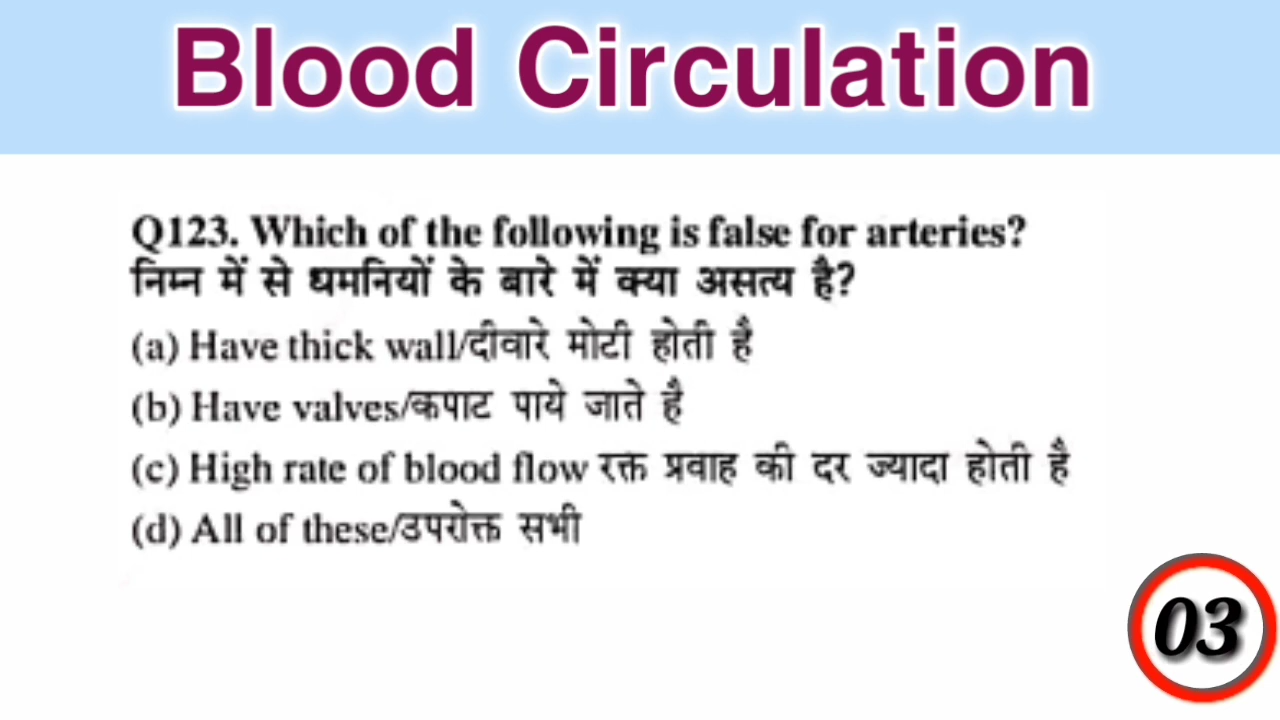 Blood Circulation
Q123. Which of the following is false for arteries?
निम्न में से धमनियों के बारे में क्या असत्य है?
(a) Have thick wall/दीवारे मोटी होती है
(b) Have valves/कपाट पाये जाते है
(c) High rate of blood flow रक्त प्रवाह की दर ज्यादा होती है
(d) All of these/उपरोक्त सभी
03